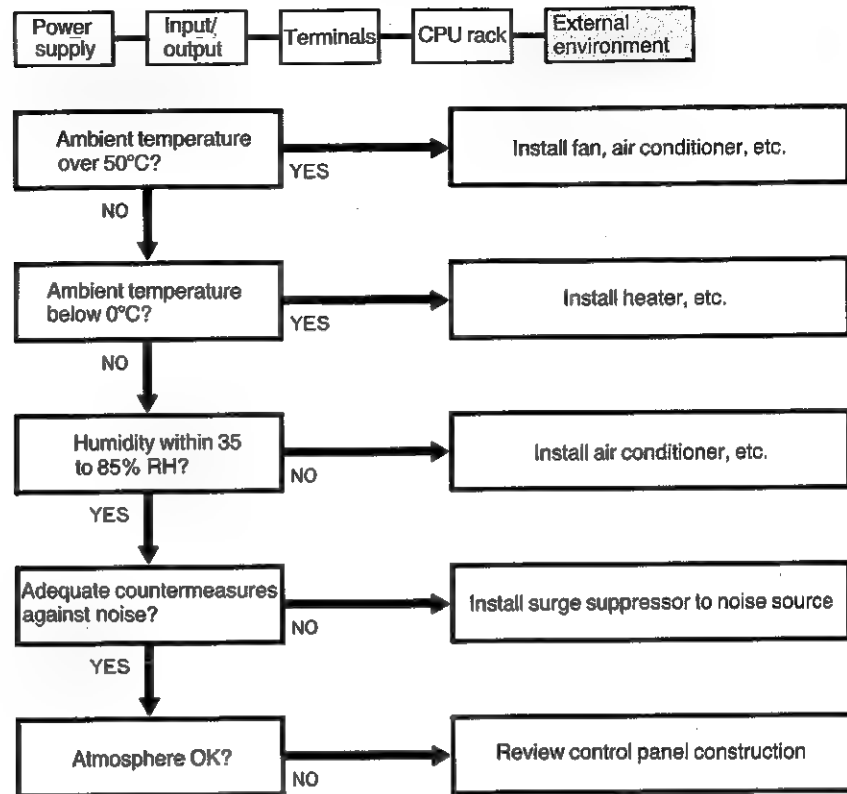 Power
supply
Input/
output
Terminals
CPU rack
External
environment
Ambient temperature
over 50°C?
YES
Install fan, air conditioner, etc.
NO
Ambient temperature
below 0°C?
YES
Install heater, etc.
NO
Humidity within 35
to 85% RH?
NO
Install air conditioner, etc.
YES
Adequate countermeasures
against noise?
NO
Install surge suppressor to noise source
YES
Atmosphere OK?
NO
Review control panel construction